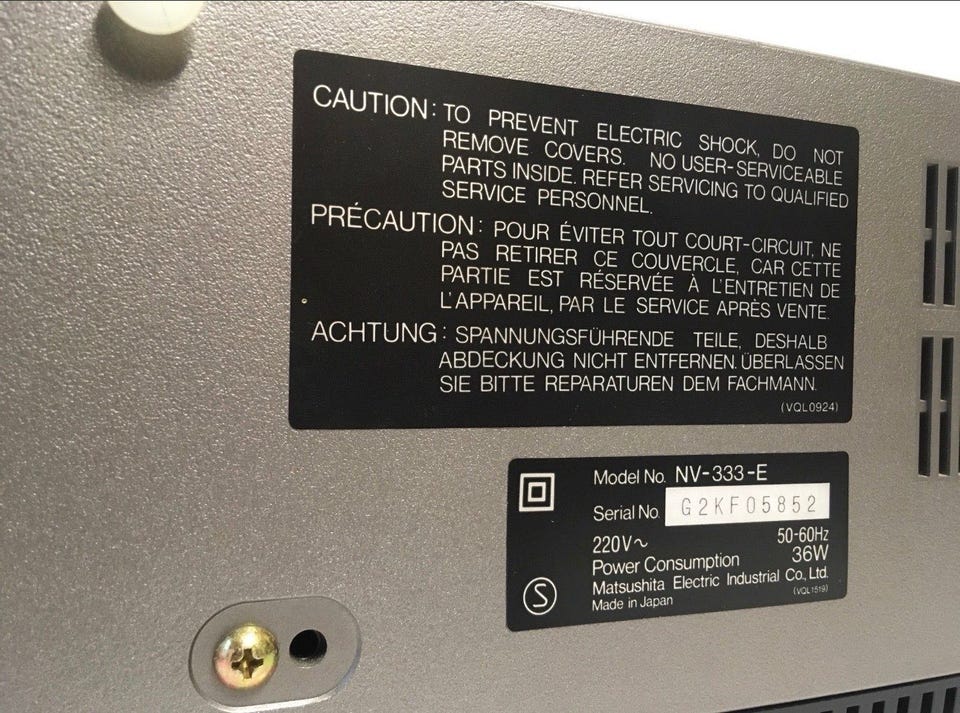 CAUTION: TO PREVENT ELECTRIC SHOCK, DO NOT
REMOVE COVERS. NO USER-SERVICEABLE
PARTS INSIDE. REFER SERVICING TO QUALIFIED
SERVICE PERSONNEL.
PRÉCAUTION: POUR ÉVITER TOUT COURT-CIRCUIT, NE
PAS RETIRER CE COUVERCLE, CAR CETTE
PARTIE EST RÉSERVÉE À L'ENTRETIEN DE
L'APPAREIL, PAR LE SERVICE APRÈS VENTE.
ACHTUNG: SPANNUNGSFÜHRENDE TEILE, DESHALB
ABDECKUNG NICHT ENTFERNEN. ÜBERLASSEN
SIE BITTE REPARATUREN DEM FACHMANN.
(VQL0924)
Model No. NV-333-E
Serial No. G2KF05852
220V~ 50-60Hz
Power Consumption 36W
Matsushita Electric Industrial Co., Ltd.
Made in Japan (VQL1519)
S